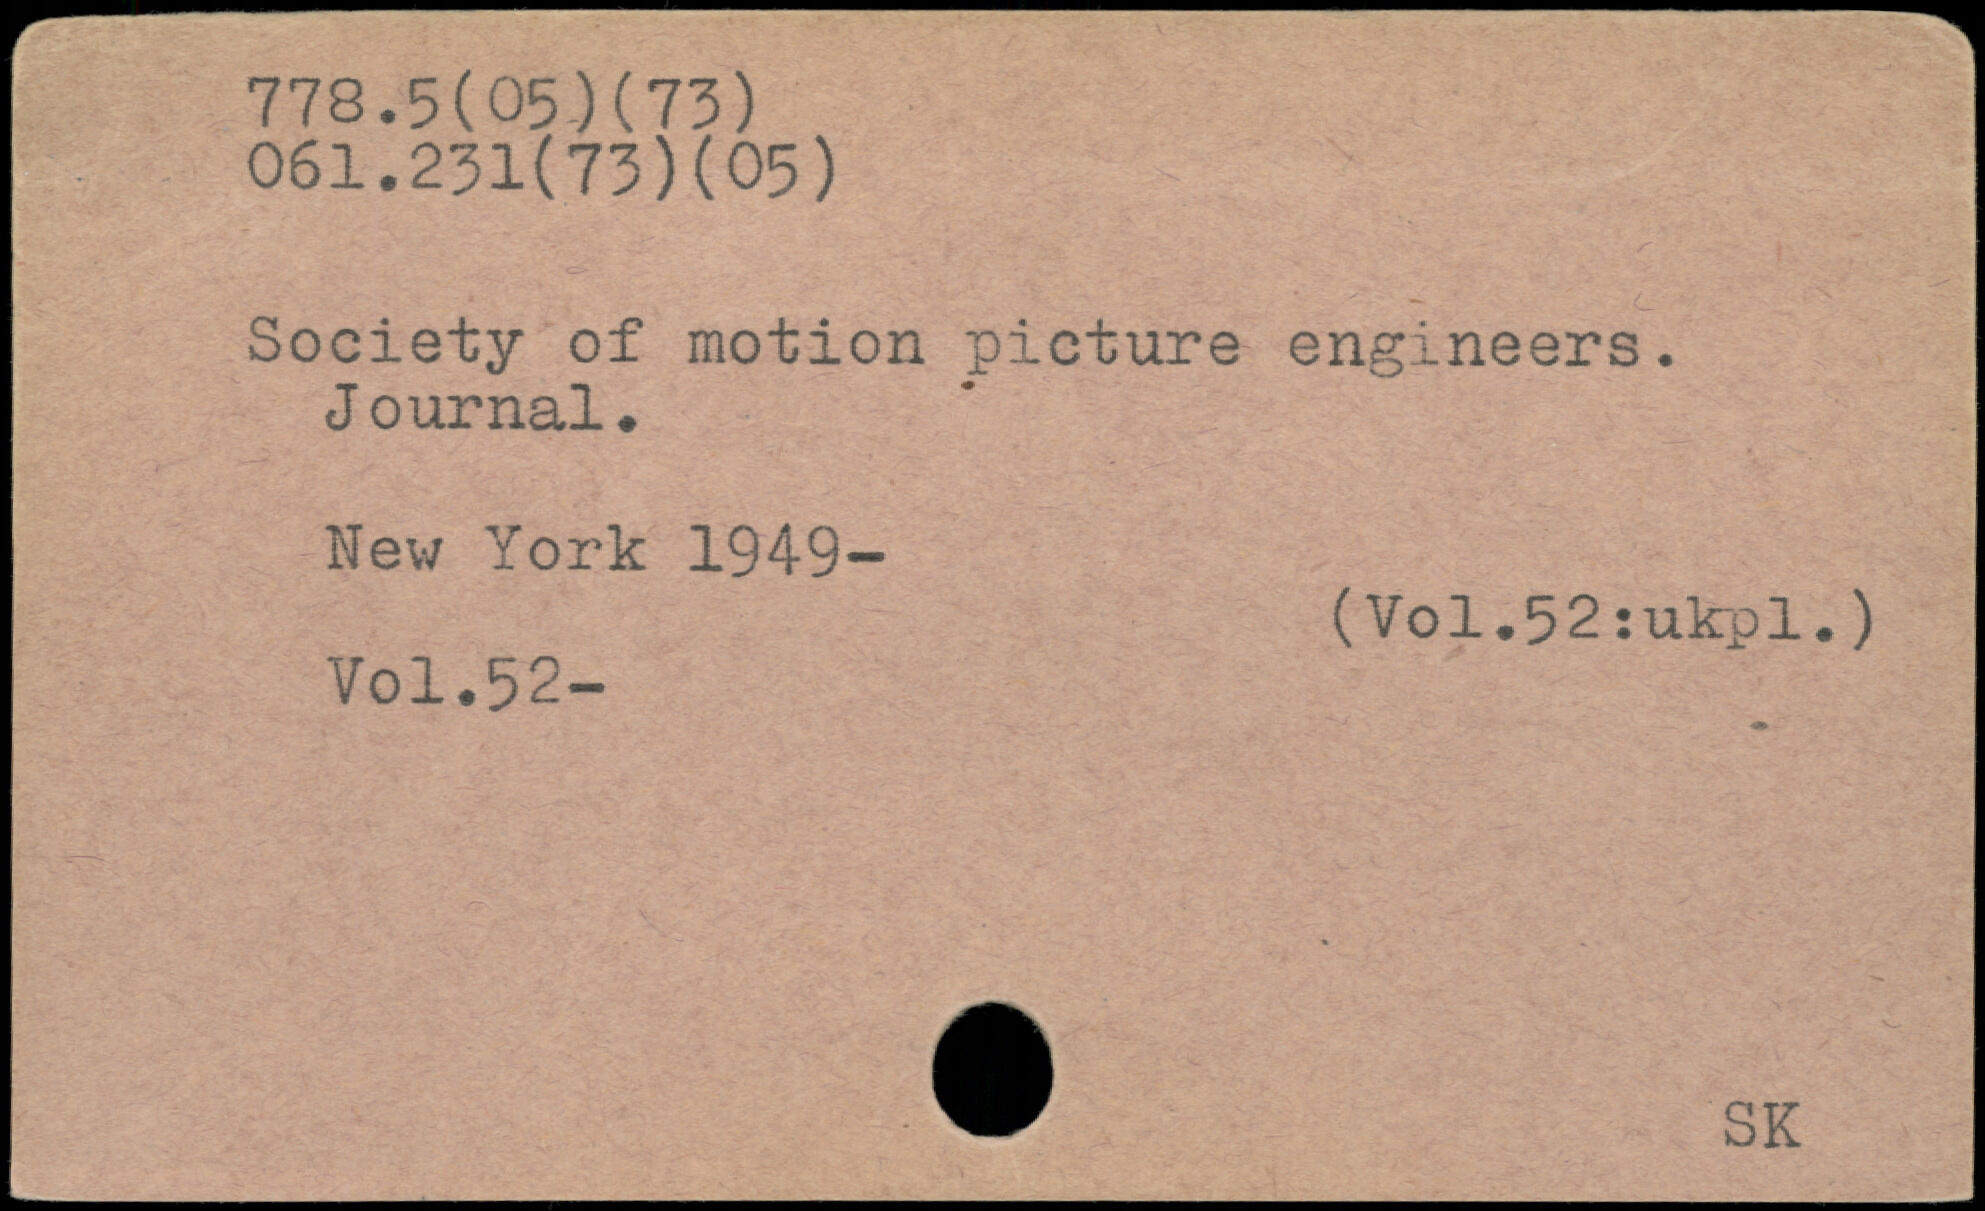 778.5(05)(73)
061.231(73)(05)
Society of motion picture engineers.
Journal.
New York 1949-
(Vol.52:ukpl.)
Vol.52-
SK